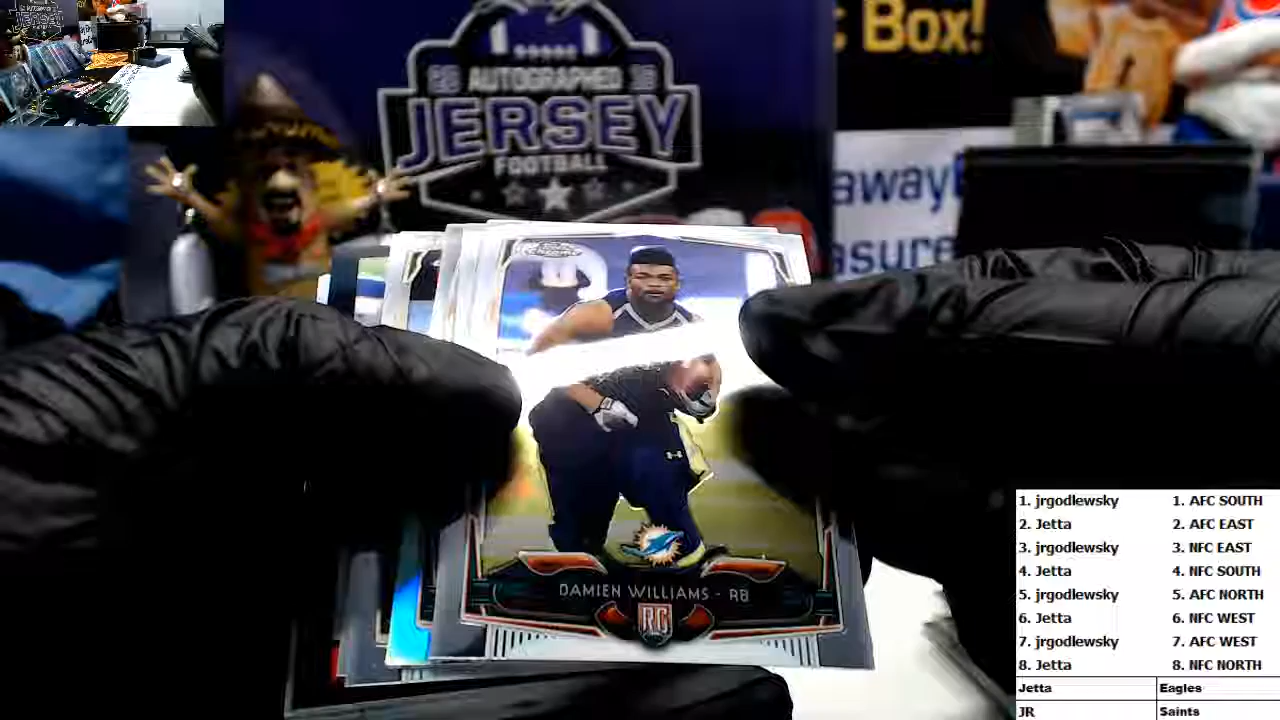 c Box!
20 AUTOGRAPHED
JERSEY
FOOTBALL
away
asure
DAMIEN WILLIAMS - RB
RC
1. jrgodlewsky 1. AFC SOUTH
2. Jetta 2. AFC EAST
3. jrgodlewsky 3. NFC EAST
4. Jetta 4. NFC SOUTH
5. jrgodlewsky 5. AFC NORTH
6. Jetta 6. NFC WEST
7. jrgodlewsky 7. AFC WEST
8. Jetta 8. NFC NORTH
Jetta Eagles
JR Saints